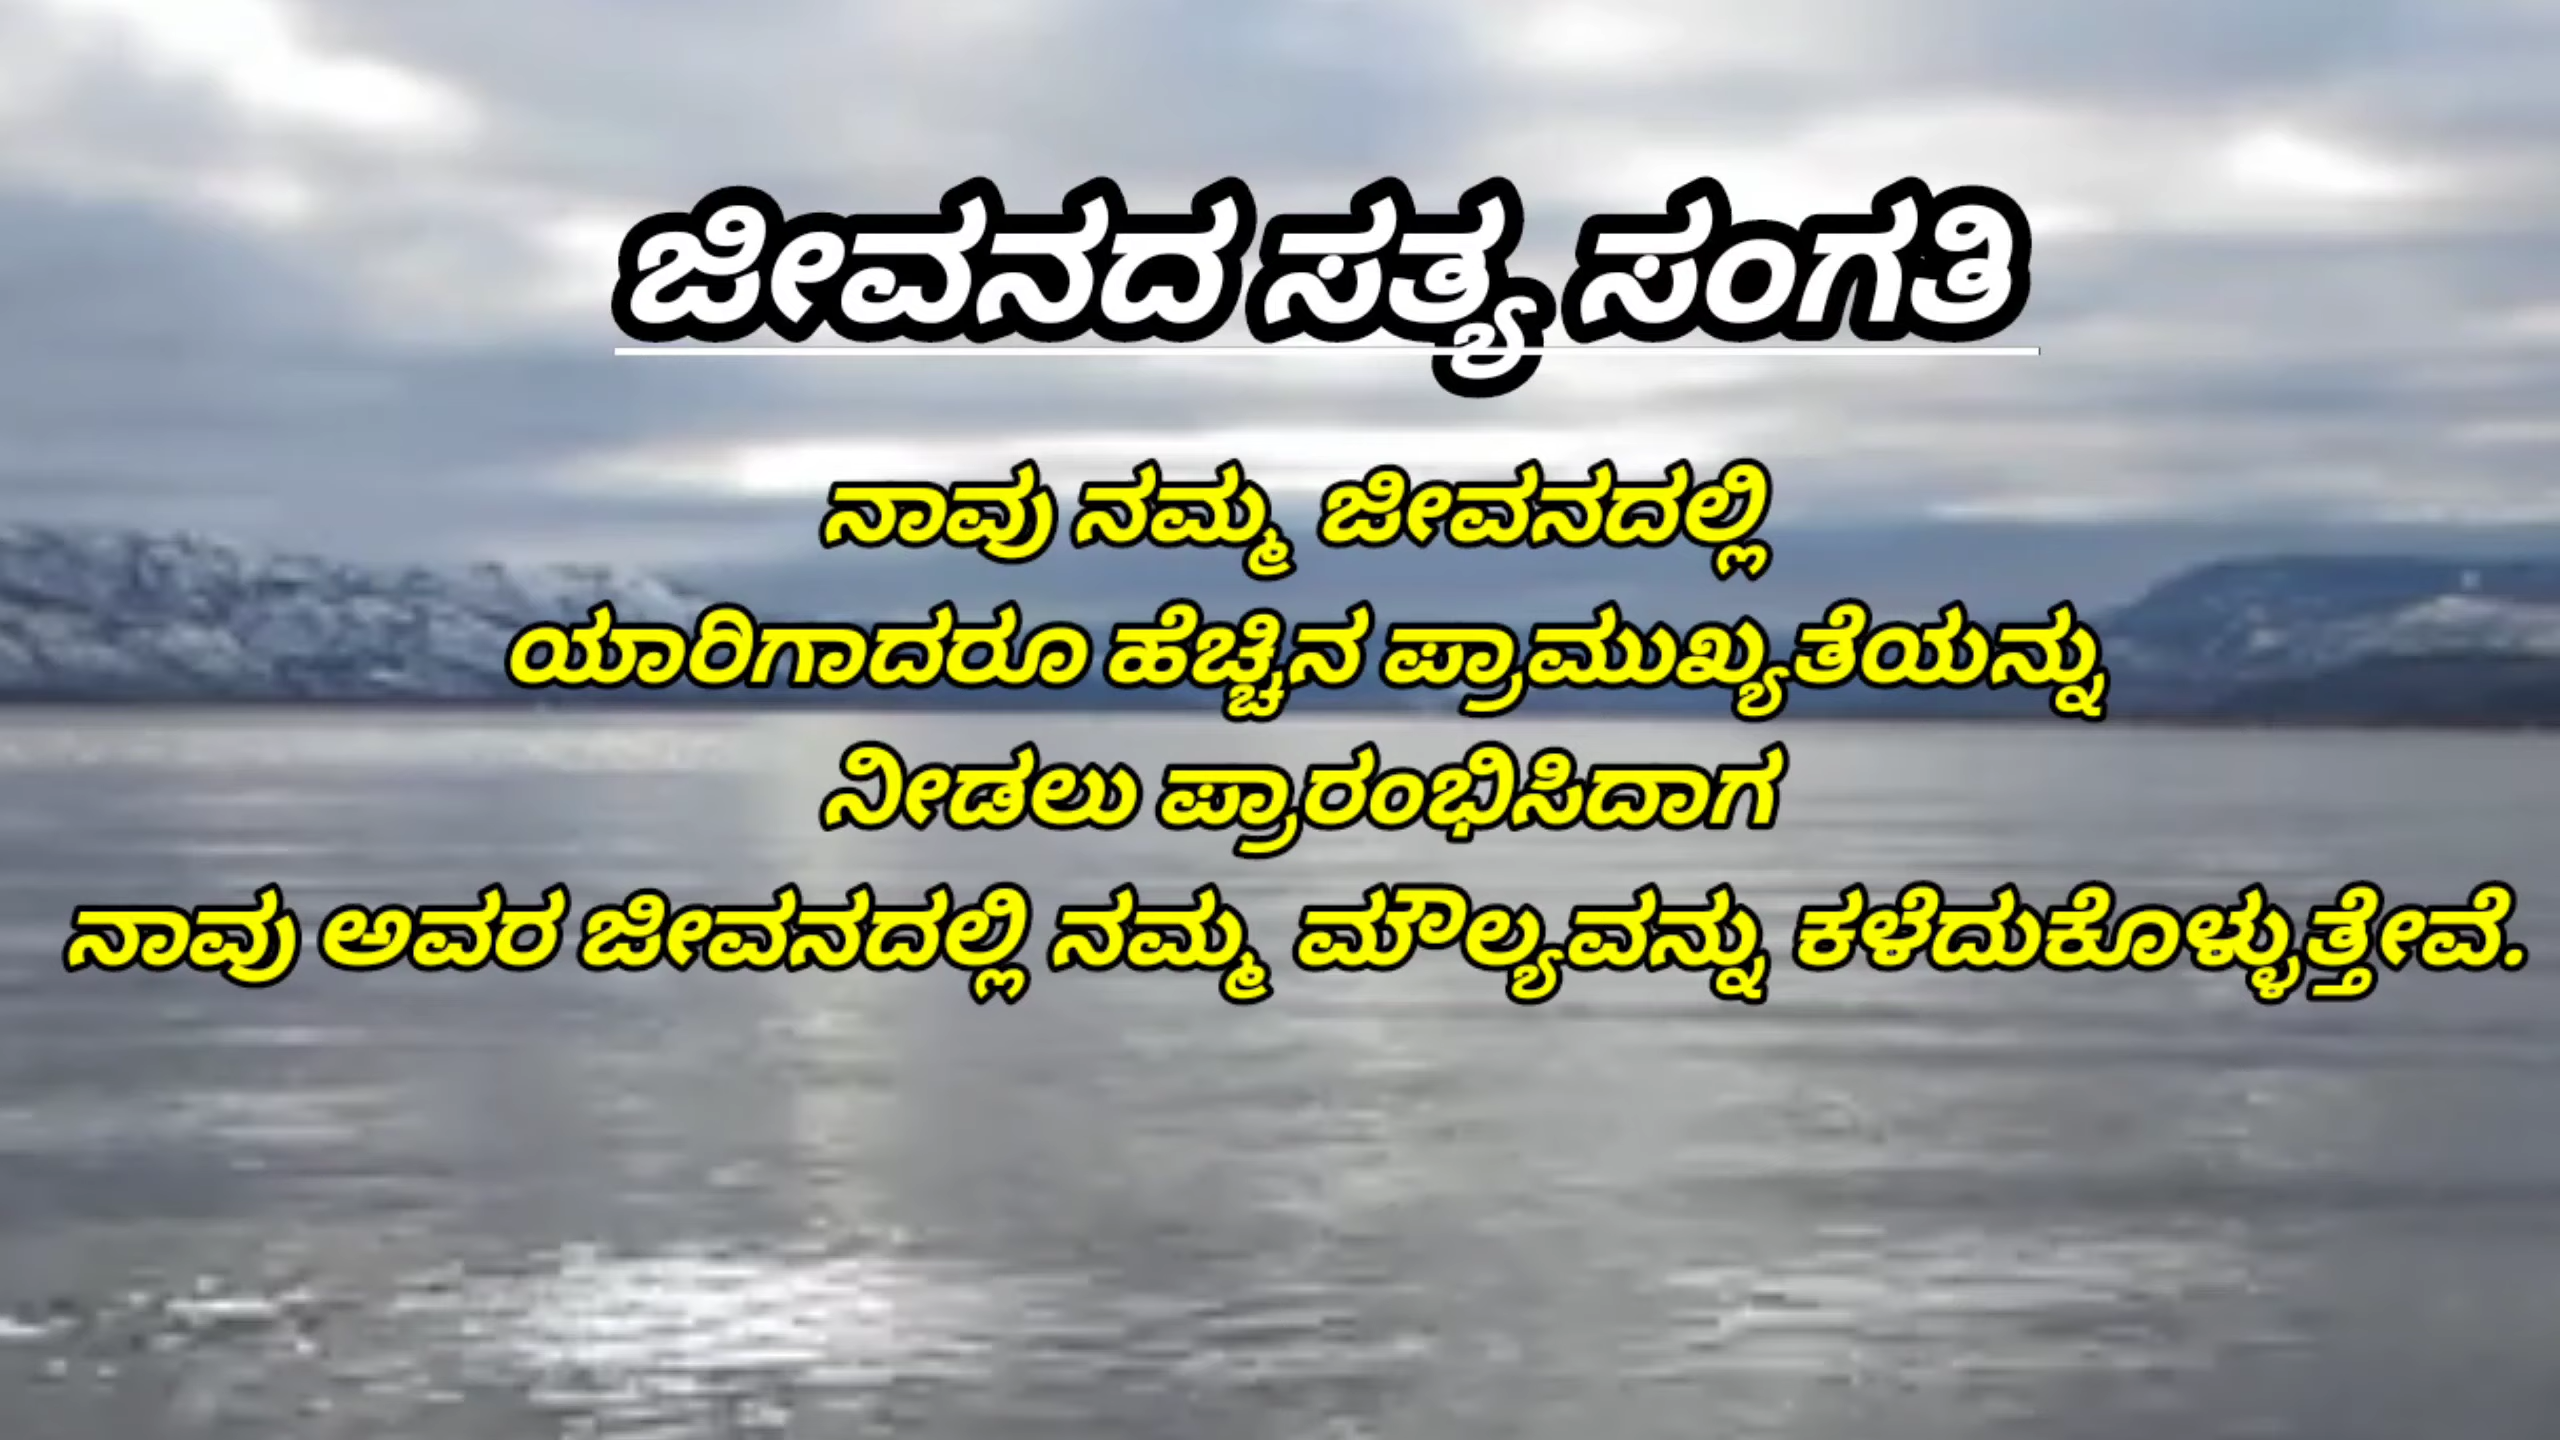 ಜೀವನದ ಸತ್ಯ ಸಂಗತಿ
ನಾವು ನಮ್ಮ ಜೀವನದಲ್ಲಿ
ಯಾರಿಗಾದರೂ ಹೆಚ್ಚಿನ ಪ್ರಾಮುಖ್ಯತೆಯನ್ನು
ನೀಡಲು ಪ್ರಾರಂಭಿಸಿದಾಗ
ನಾವು ಅವರ ಜೀವನದಲ್ಲಿ ನಮ್ಮ ಮೌಲ್ಯವನ್ನು ಕಳೆದುಕೊಳ್ಳುತ್ತೇವೆ.